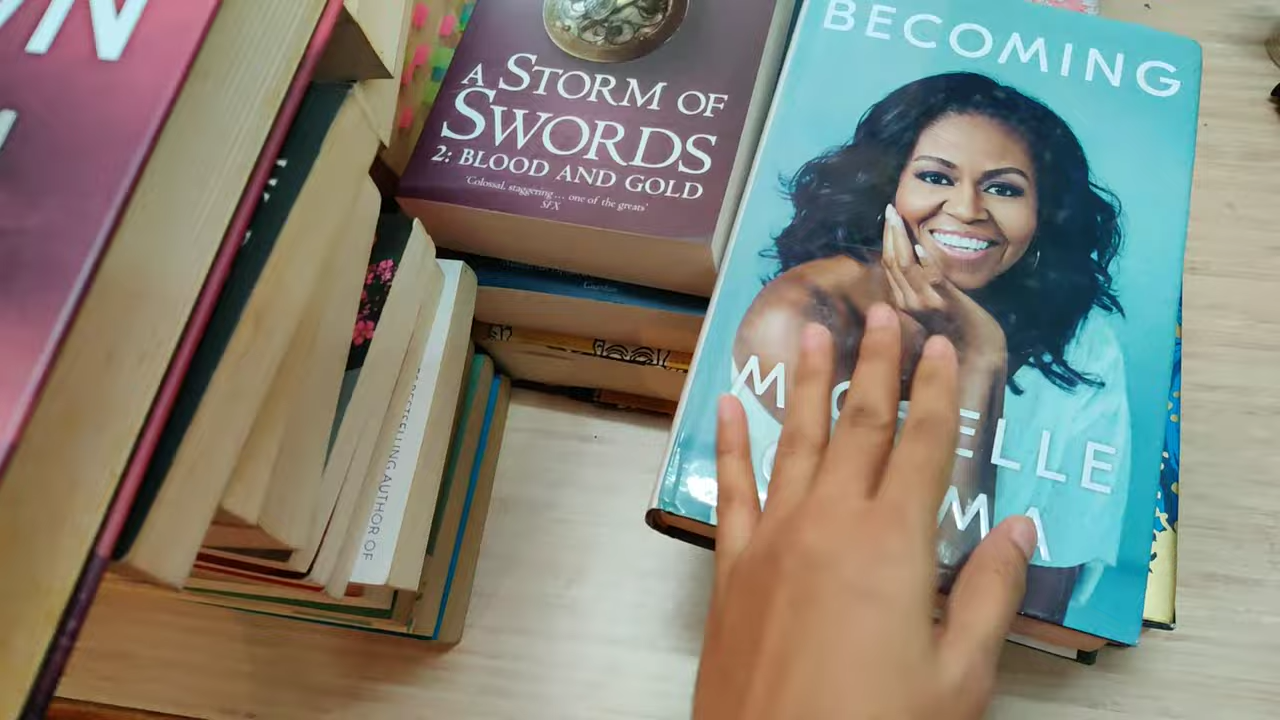 A STORM OF
SWORDS
2: BLOOD AND GOLD
'Colossal, staggering ... one of the greats'
SFX
BECOMING
ELLE
MA
BESTSELLING AUTHOR OF